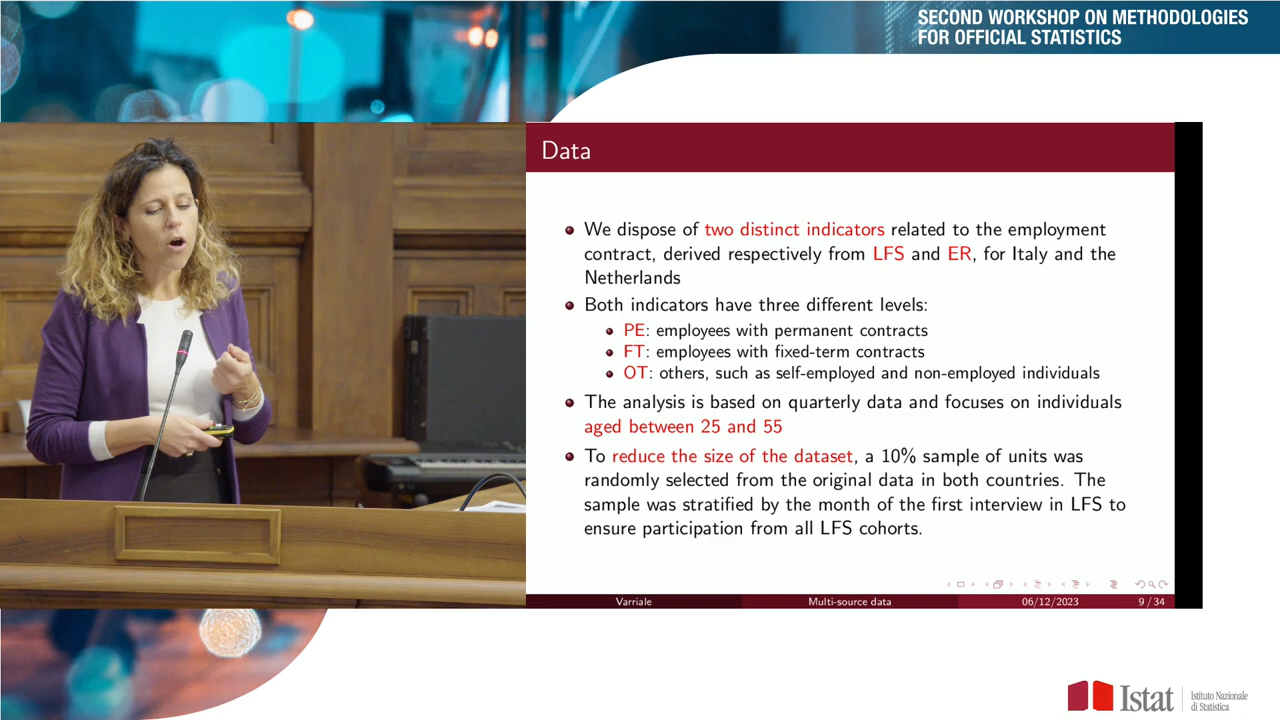 SECOND WORKSHOP ON METHODOLOGIES
FOR OFFICIAL STATISTICS
Data
We dispose of two distinct indicators related to the employment
contract, derived respectively from LFS and ER, for Italy and the
Netherlands
Both indicators have three different levels:
PE: employees with permanent contracts
FT: employees with fixed-term contracts
OT: others, such as self-employed and non-employed individuals
The analysis is based on quarterly data and focuses on individuals
aged between 25 and 55
To reduce the size of the dataset, a 10% sample of units was
randomly selected from the original data in both countries. The
sample was stratified by the month of the first interview in LFS to
ensure participation from all LFS cohorts.
Varriale Multi-source data 06/12/2023 9 / 34
Istat Istituto Nazionale
di Statistica